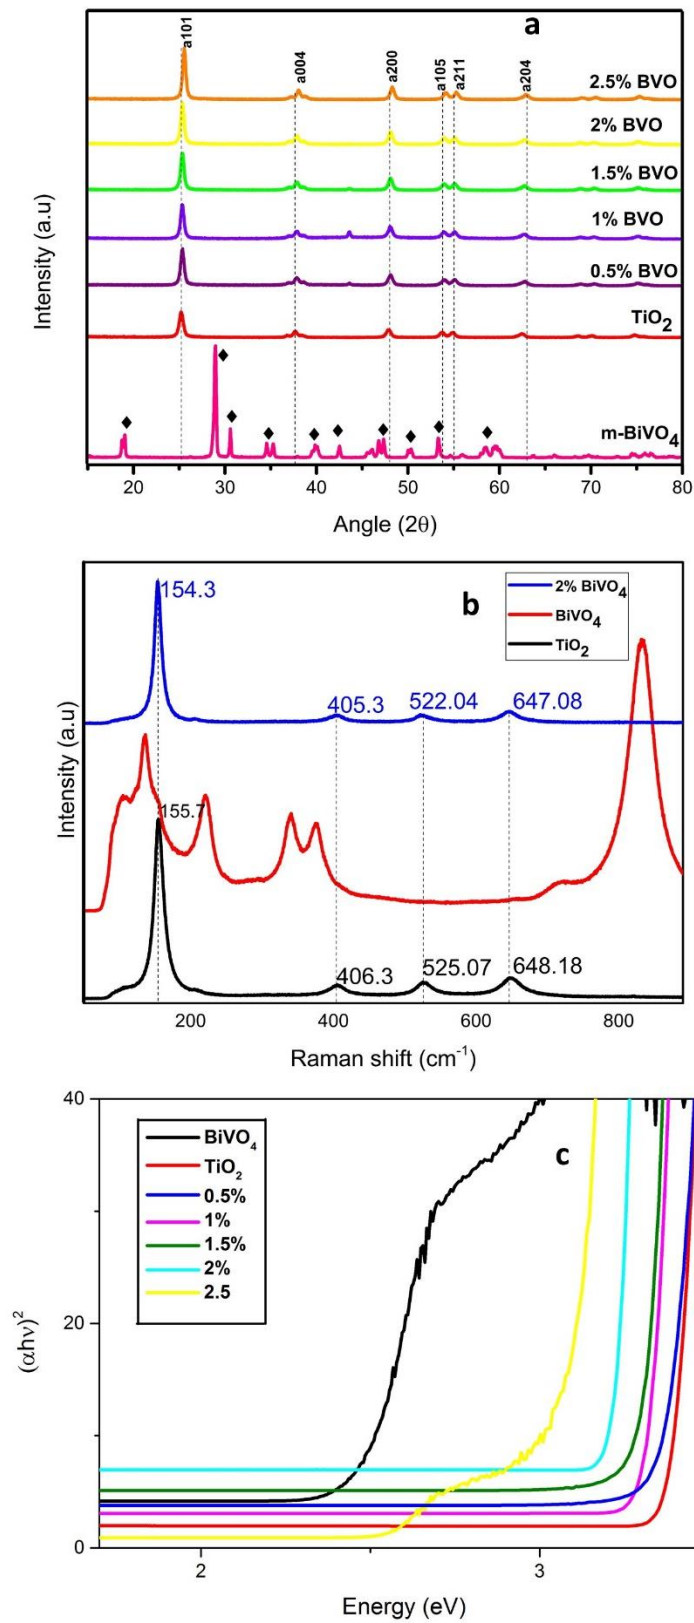 a
a101
a004
a200
a105
a211
a204
2.5% BVO
2% BVO
1.5% BVO
1% BVO
0.5% BVO
TiO2
m-BiVO4
Intensity (a.u)
20 30 40 50 60 70 80
Angle (2θ)
b
2% BiVO4
BiVO4
TiO2
154.3
405.3 522.04 647.08
155.7
406.3 525.07 648.18
Intensity (a.u)
200 400 600 800
Raman shift (cm-1)
40
20
0
BiVO4
TiO2
0.5%
1%
1.5%
2%
2.5
c
(αhν)2
2 3
Energy (eV)